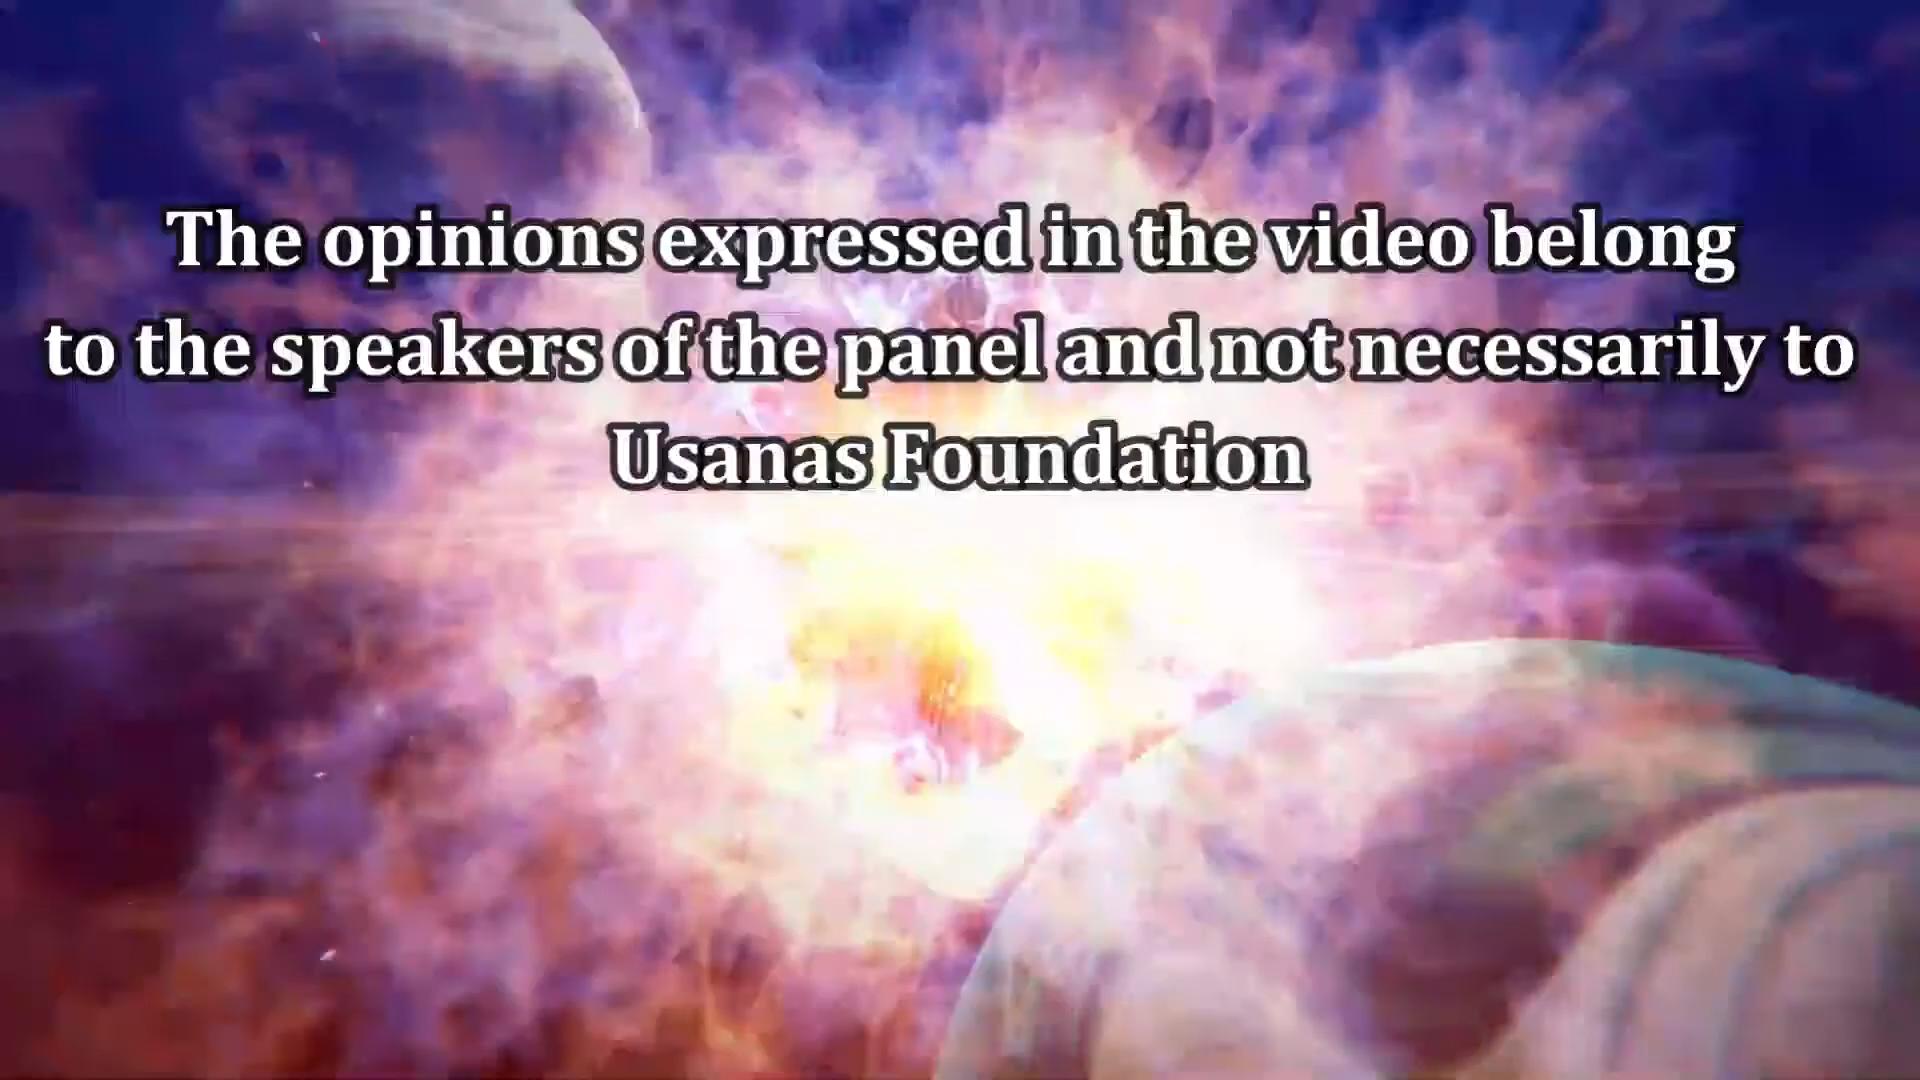 The opinions expressed in the video belong
to the speakers of the panel and not necessarily to
Usanas Foundation